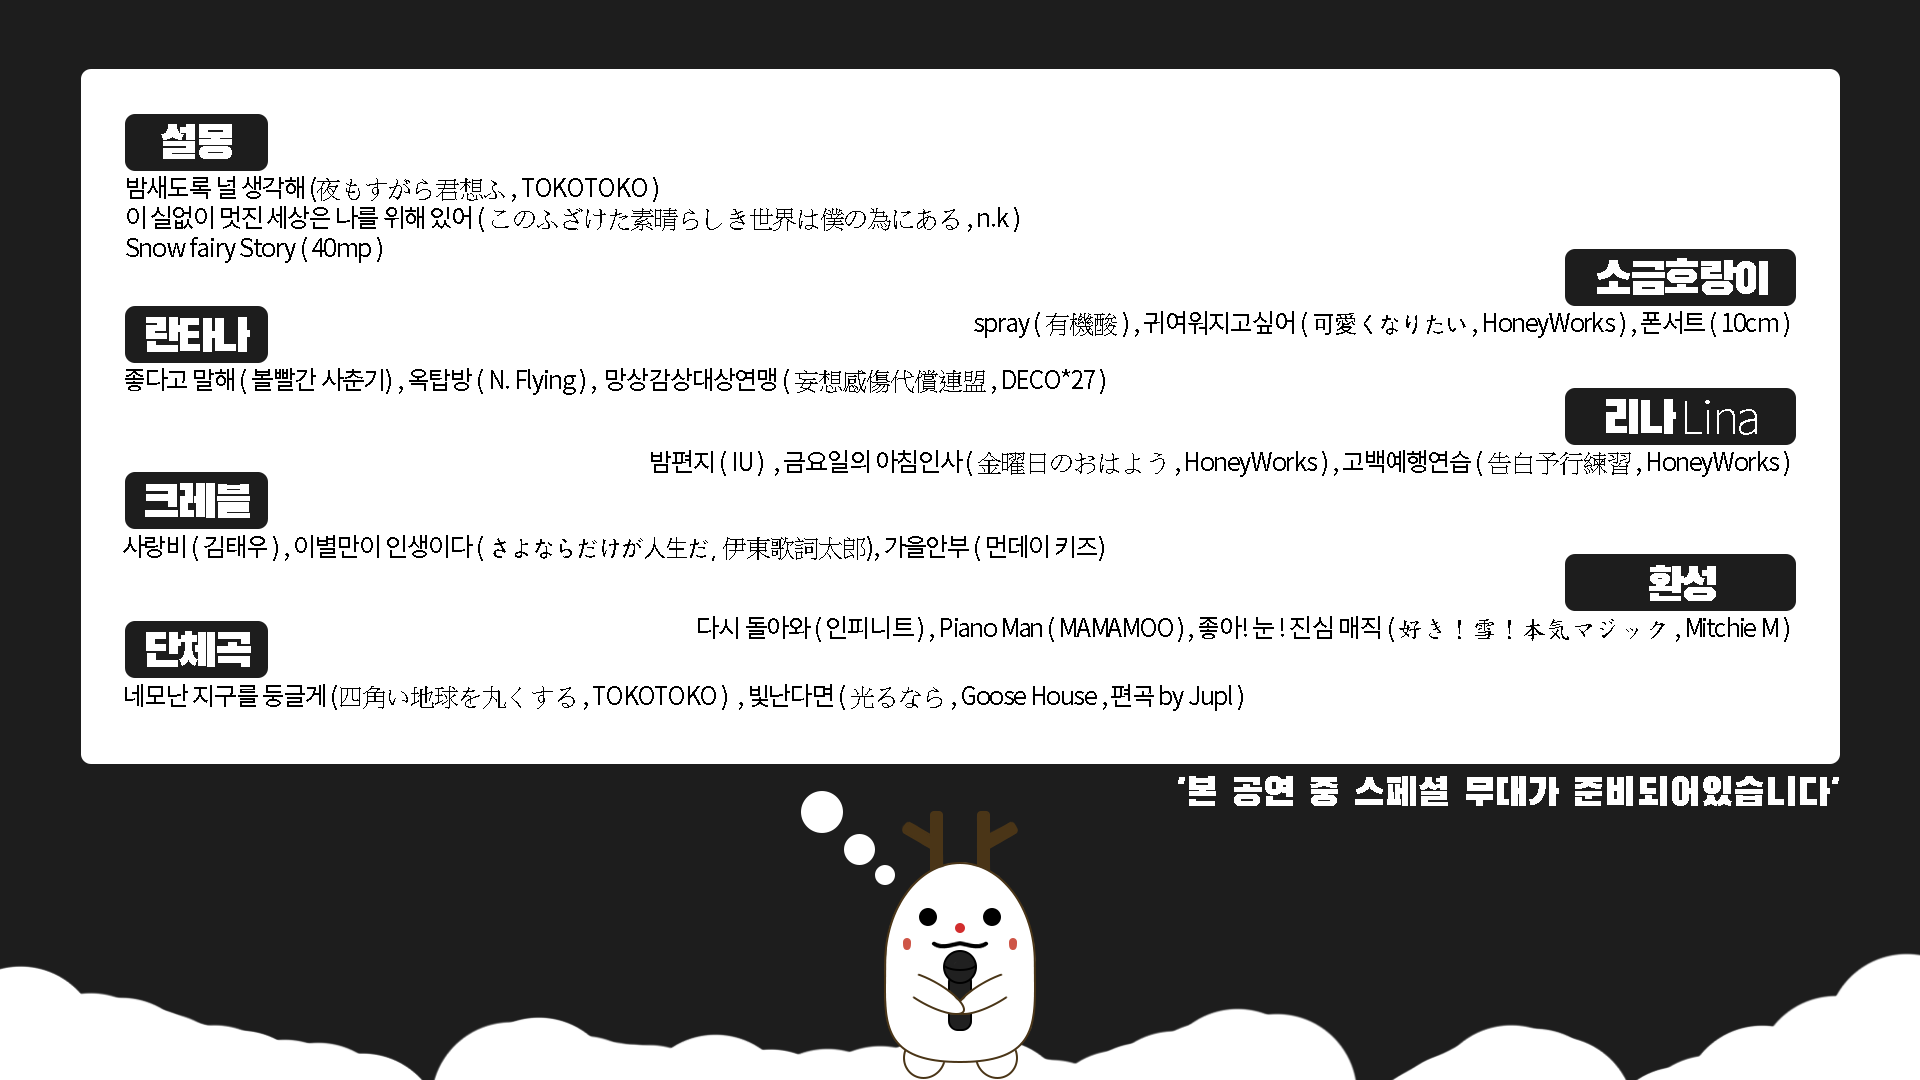 설몽
밤새도록 널 생각해 (夜もすがら君想ふ , TOKOTOKO )
이 실없이 멋진 세상은 나를 위해 있어 ( このふざけた素晴らしき世界は僕の為にある , n.k )
Snow fairy Story ( 40mp )
소금호랑이
spray ( 有機酸 ) , 귀여워지고싶어 ( 可愛くなりたい , HoneyWorks ) , 폰서트 ( 10cm )
란타나
좋다고 말해 ( 볼빨간 사춘기) , 옥탑방 ( N. Flying ) , 망상감상대상연맹 ( 妄想感傷代償連盟 , DECO*27 )
리나 Lina
밤편지 ( IU ) , 금요일의 아침인사 ( 金曜日のおはよう , HoneyWorks ) , 고백예행연습 ( 告白予行練習 , HoneyWorks )
크레블
사랑비 ( 김태우 ) , 이별만이 인생이다 ( さよならだけが人生だ, 伊東歌詞太郎), 가을안부 ( 먼데이 키즈)
환성
다시 돌아와 ( 인피니트 ) , Piano Man ( MAMAMOO ) , 좋아! 눈 ! 진심 매직 ( 好き！雪！本気マジック , Mitchie M )
단체곡
네모난 지구를 둥글게 (四角い地球を丸くする , TOKOTOKO ) , 빛난다면 ( 光るなら , Goose House , 편곡 by Jupl )
'본 공연 중 스페셜 무대가 준비되어있습니다'